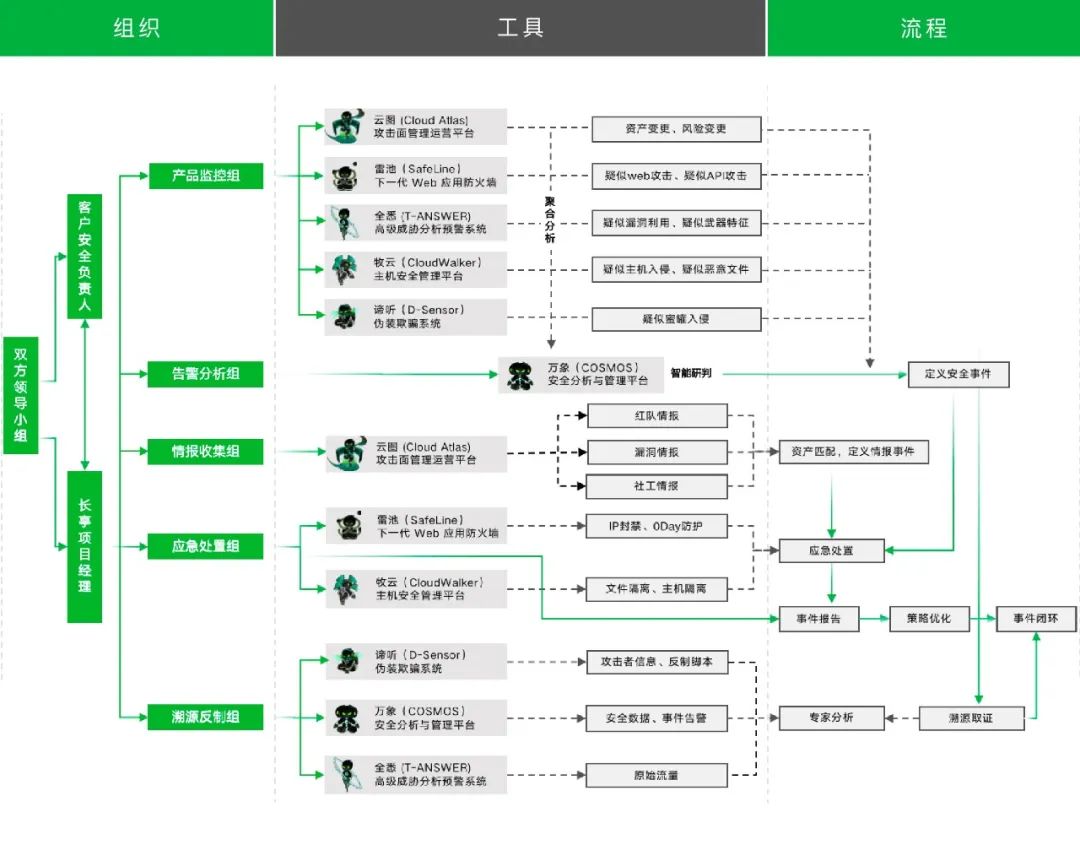 组织
工具
流程
双方领导小组
客户安全负责人
长亭项目经理
产品监控组
云图 (Cloud Atlas)
攻击面管理运营平台
资产变更、风险变更
雷池（SafeLine）
下一代 Web 应用防火墙
疑似web攻击、疑似API攻击
全悉 (T-ANSWER)
高级威胁分析预警系统
疑似漏洞利用、疑似武器特征
牧云（CloudWalker）
主机安全管理平台
疑似主机入侵、疑似恶意文件
谛听（D-Sensor）
伪装欺骗系统
疑似蜜罐入侵
聚合分析
告警分析组
万象（COSMOS）
安全分析与管理平台
智能研判
定义安全事件
情报收集组
云图 (Cloud Atlas)
攻击面管理运营平台
红队情报
漏洞情报
社工情报
资产匹配，定义情报事件
应急处置组
雷池（SafeLine）
下一代 Web 应用防火墙
IP封禁、0Day防护
牧云（CloudWalker）
主机安全管理平台
文件隔离、主机隔离
应急处置
事件报告
策略优化
事件闭环
溯源反制组
谛听（D-Sensor）
伪装欺骗系统
攻击者信息、反制脚本
万象（COSMOS）
安全分析与管理平台
安全数据、事件告警
专家分析
溯源取证
全悉 (T-ANSWER)
高级威胁分析预警系统
原始流量